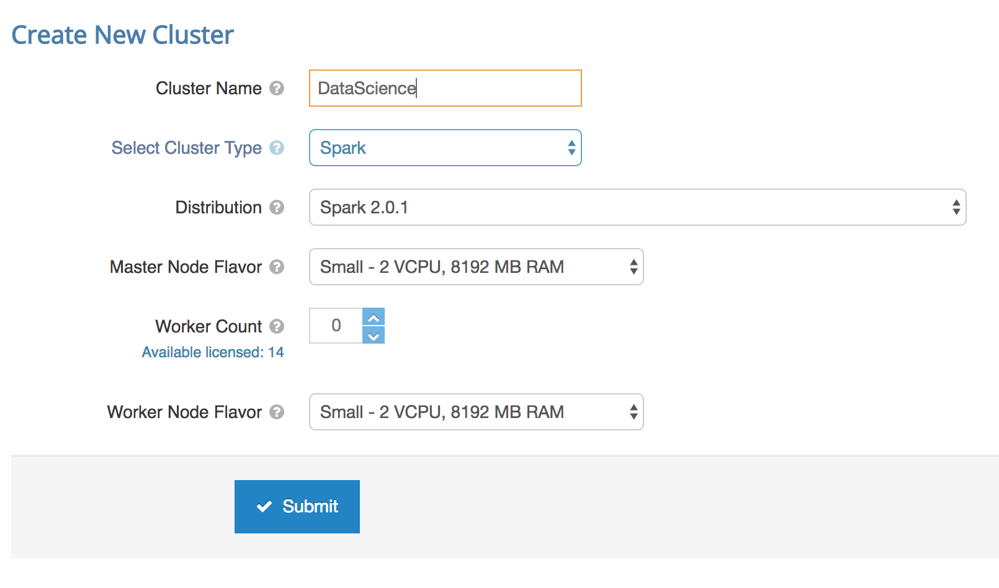 Create New Cluster
Cluster Name ? DataScience
Select Cluster Type ? Spark
Distribution ? Spark 2.0.1
Master Node Flavor ? Small - 2 VCPU, 8192 MB RAM
Worker Count ? 0
Available licensed: 14
Worker Node Flavor ? Small - 2 VCPU, 8192 MB RAM
Submit